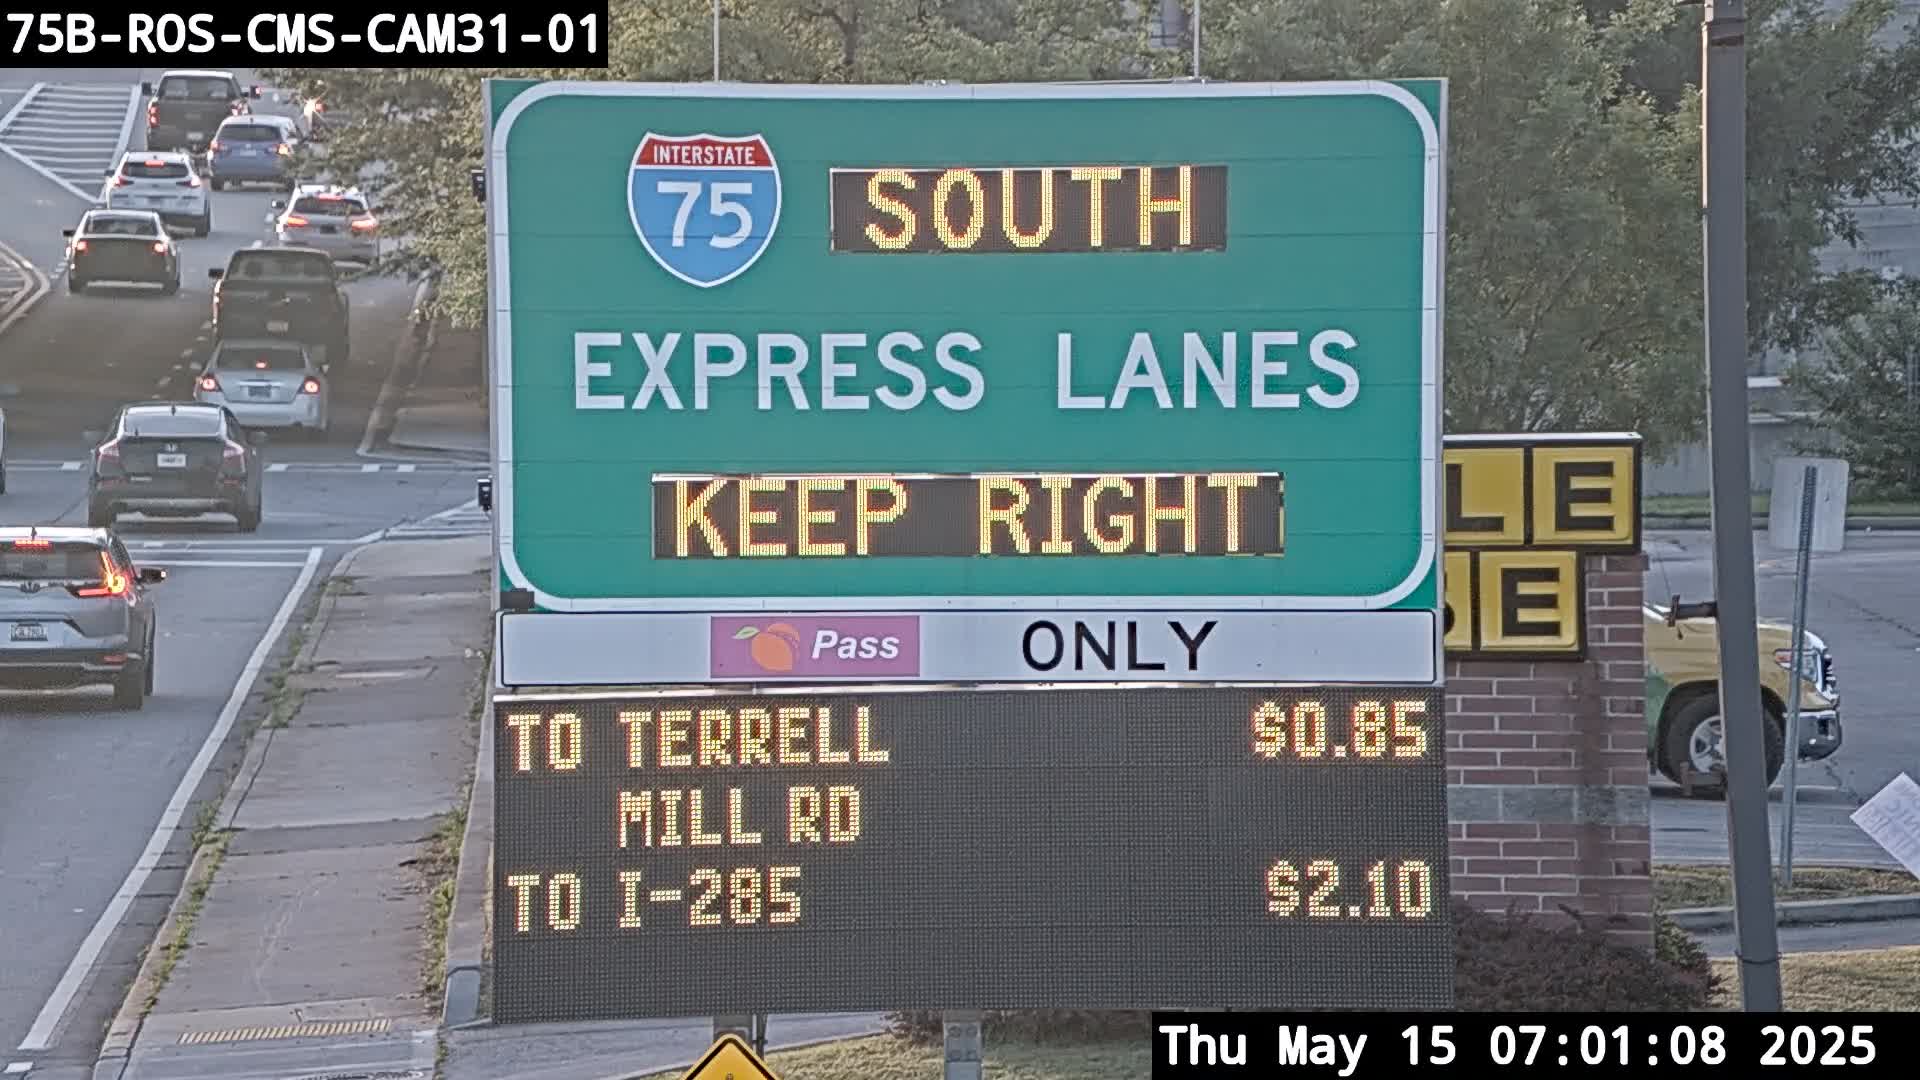 75B-ROS-CMS-CAM31-01
INTERSTATE
75
SOUTH
EXPRESS LANES
KEEP RIGHT
Pass ONLY
TO TERRELL $0.85
MILL RD
TO I-285 $2.10
LE
E
Thu May 15 07:01:08 2025